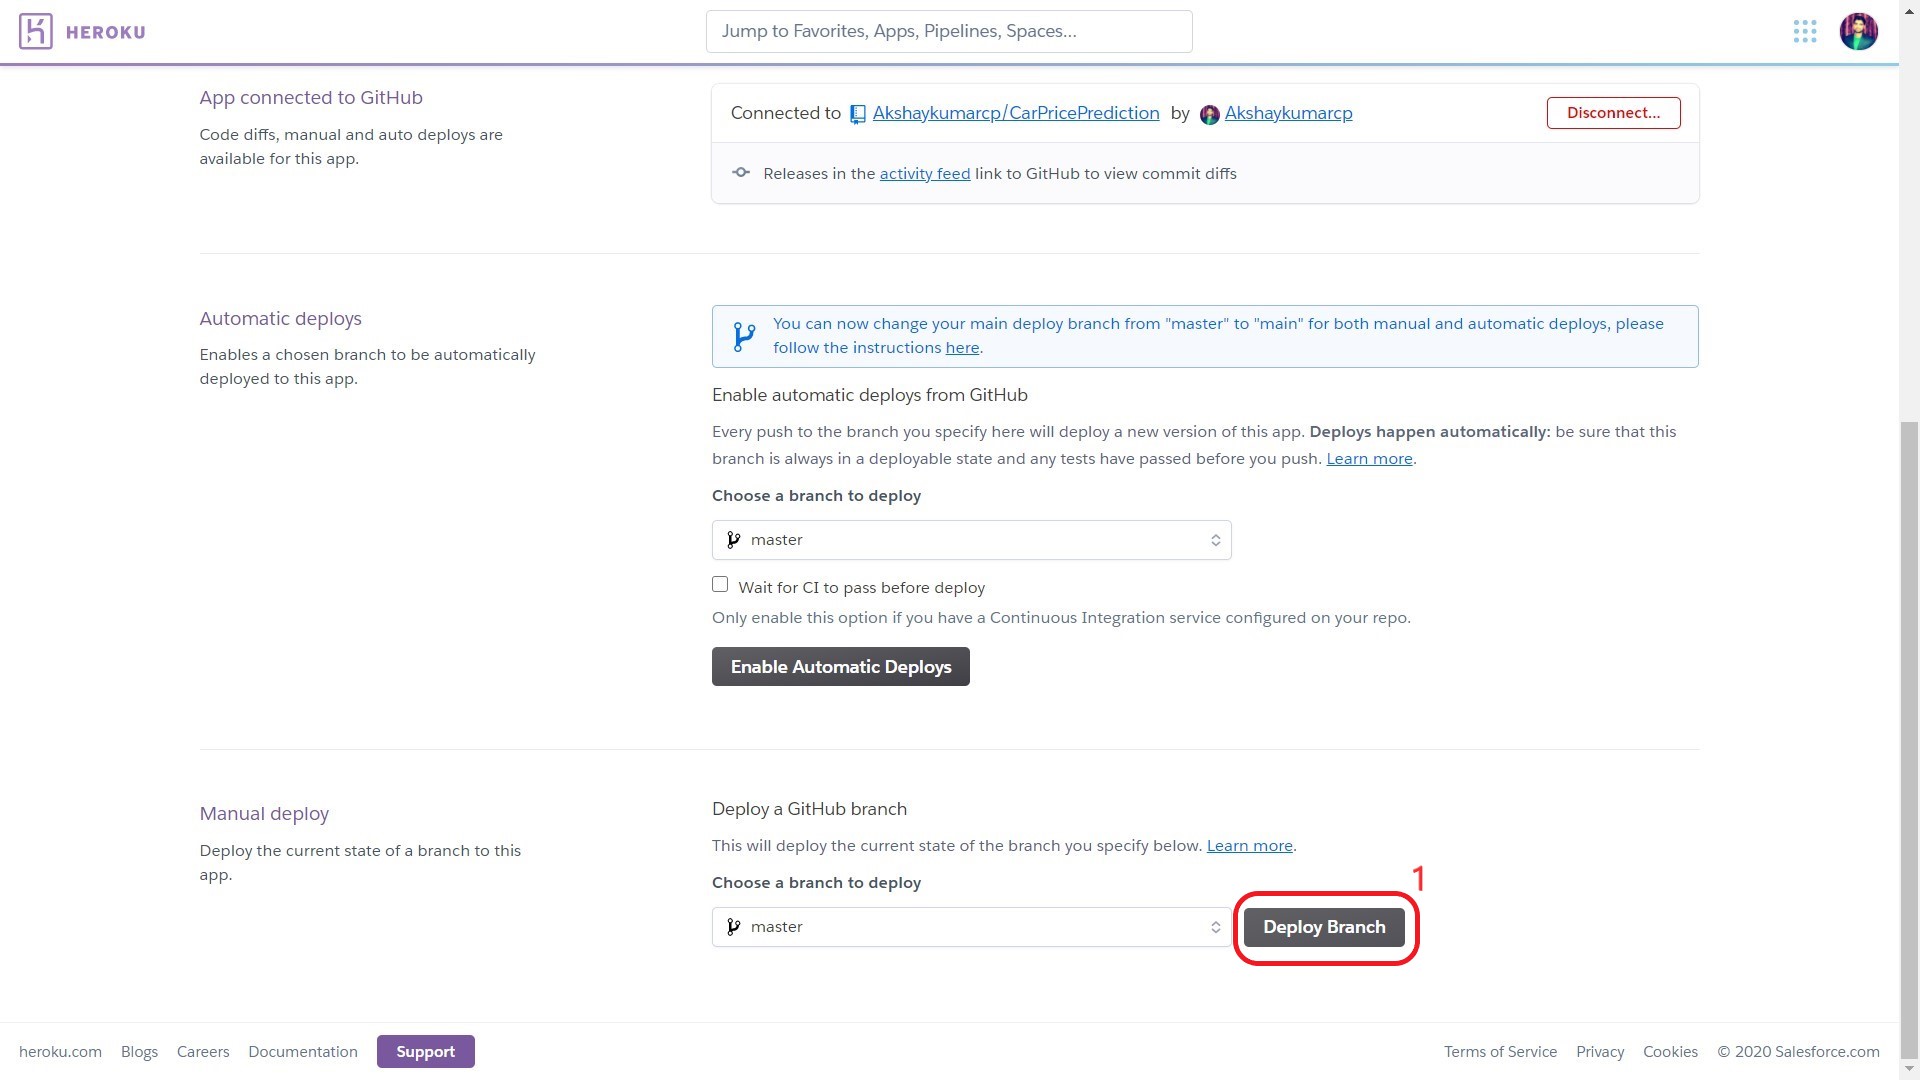 HEROKU
Jump to Favorites, Apps, Pipelines, Spaces...
App connected to GitHub
Code diffs, manual and auto deploys are
available for this app.
Connected to Akshaykumarcp/CarPricePrediction by Akshaykumarcp
Disconnect...
Releases in the activity feed link to GitHub to view commit diffs
Automatic deploys
Enables a chosen branch to be automatically
deployed to this app.
You can now change your main deploy branch from "master" to "main" for both manual and automatic deploys, please
follow the instructions here.
Enable automatic deploys from GitHub
Every push to the branch you specify here will deploy a new version of this app. Deploys happen automatically: be sure that this
branch is always in a deployable state and any tests have passed before you push. Learn more.
Choose a branch to deploy
master
Wait for CI to pass before deploy
Only enable this option if you have a Continuous Integration service configured on your repo.
Enable Automatic Deploys
Manual deploy
Deploy the current state of a branch to this
app.
Deploy a GitHub branch
This will deploy the current state of the branch you specify below. Learn more.
Choose a branch to deploy
1
master
Deploy Branch
heroku.com Blogs Careers Documentation Support
Terms of Service Privacy Cookies © 2020 Salesforce.com